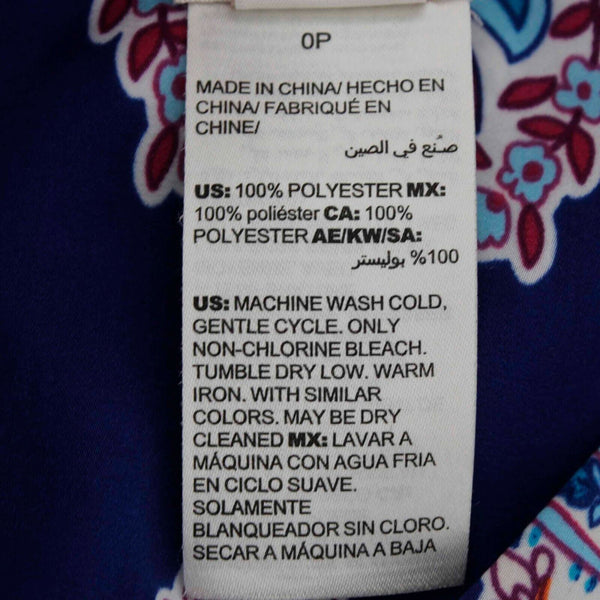 0P
MADE IN CHINA/ HECHO EN
CHINA/ FABRIQUÉ EN
CHINE/
صُنع في الصين
US: 100% POLYESTER MX:
100% poliéster CA: 100%
POLYESTER AE/KW/SA:
100% بوليستر
US: MACHINE WASH COLD,
GENTLE CYCLE. ONLY
NON-CHLORINE BLEACH.
TUMBLE DRY LOW. WARM
IRON. WITH SIMILAR
COLORS. MAY BE DRY
CLEANED MX: LAVAR A
MÁQUINA CON AGUA FRIA
EN CICLO SUAVE.
SOLAMENTE
BLANQUEADOR SIN CLORO.
SECAR A MÁQUINA A BAJA